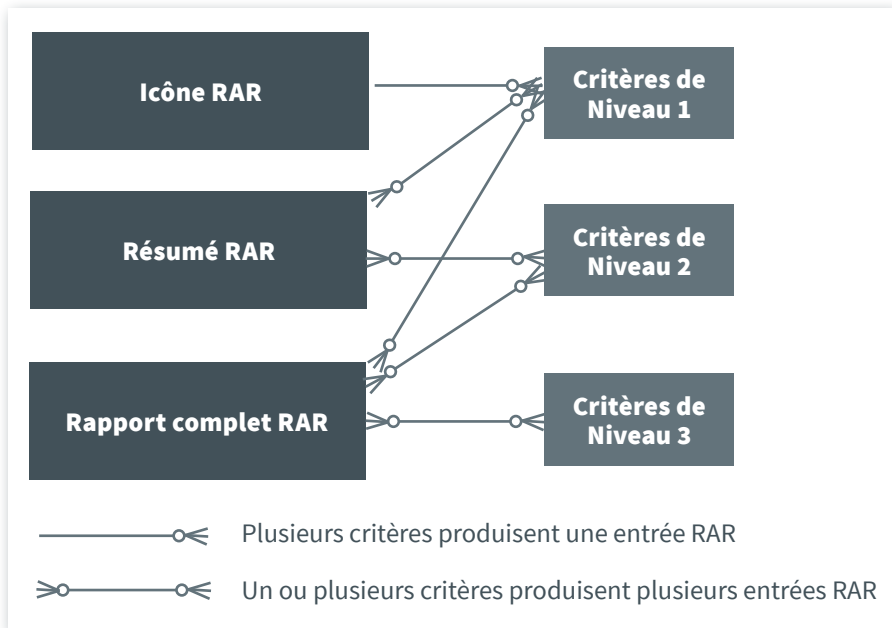 Icône RAR
Critères de
Niveau 1
Résumé RAR
Critères de
Niveau 2
Rapport complet RAR
Critères de
Niveau 3
Plusieurs critères produisent une entrée RAR
Un ou plusieurs critères produisent plusieurs entrées RAR